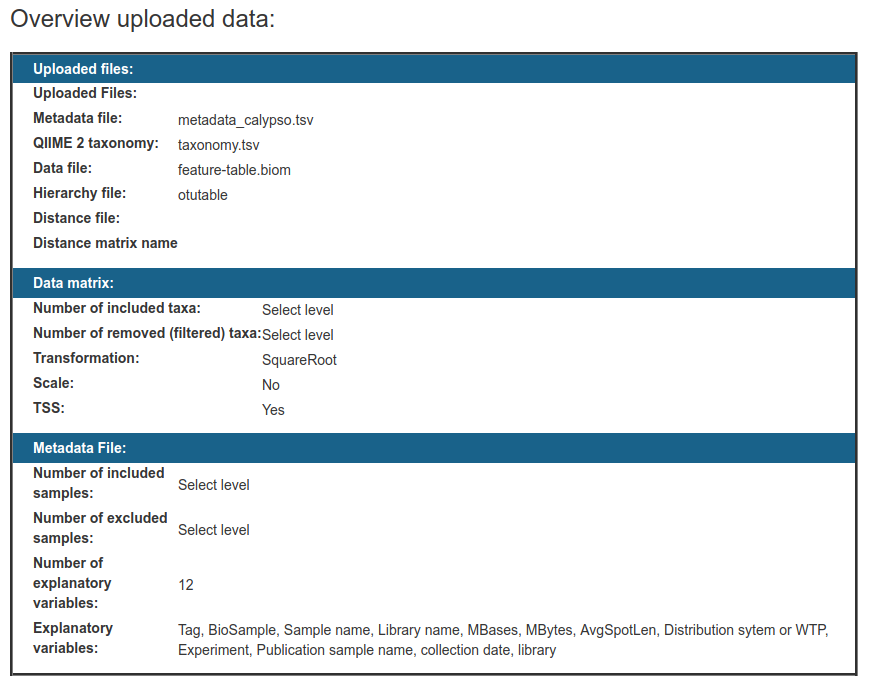 Overview uploaded data:
Uploaded files:
Uploaded Files:
Metadata file: metadata_calypso.tsv
QIIME 2 taxonomy: taxonomy.tsv
Data file: feature-table.biom
Hierarchy file: otutable
Distance file:
Distance matrix name
Data matrix:
Number of included taxa: Select level
Number of removed (filtered) taxa: Select level
Transformation: SquareRoot
Scale: No
TSS: Yes
Metadata File:
Number of included
samples: Select level
Number of excluded
samples: Select level
Number of
explanatory
variables: 12
Explanatory
variables:
Tag, BioSample, Sample name, Library name, MBases, MBytes, AvgSpotLen, Distribution sytem or WTP,
Experiment, Publication sample name, collection date, library